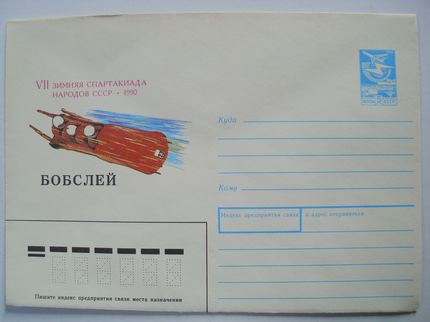 VII ЗИМНЯЯ СПАРТАКИАДА
НАРОДОВ СССР • 1990
БОБСЛЕЙ
Куда
Кому
Индекс предприятия связи и адрес отправителя
Пишите индекс предприятия связи места назначения